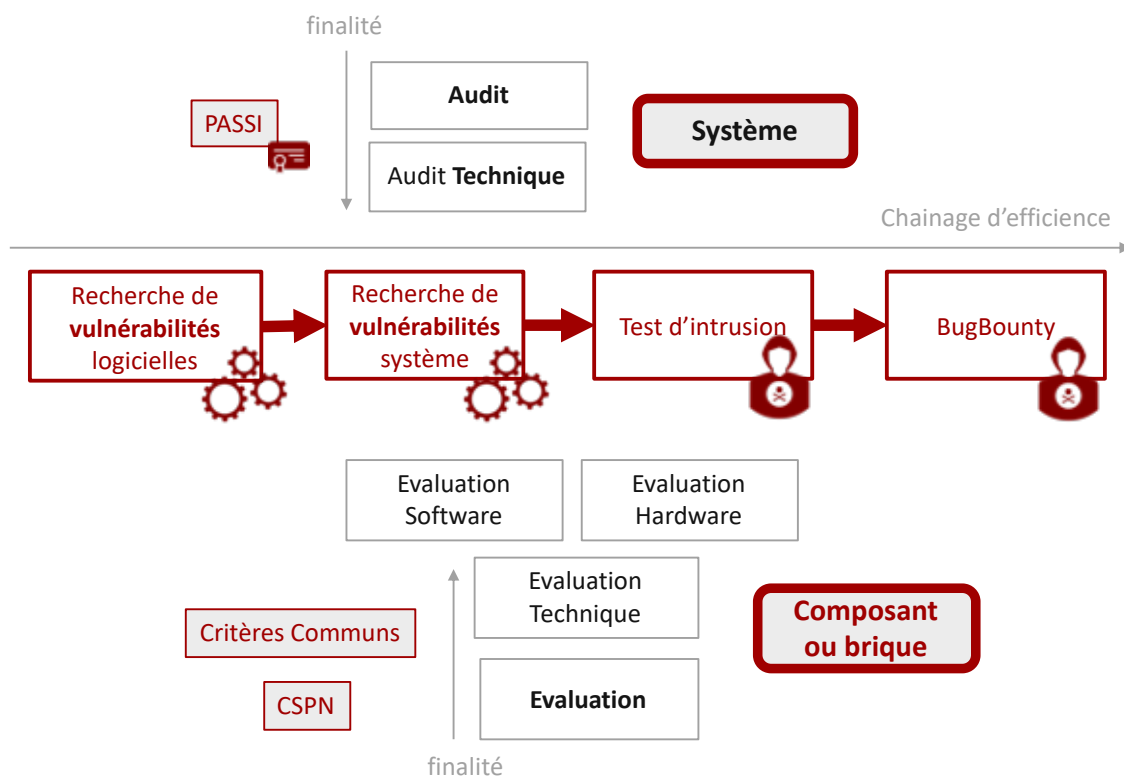 finalité
Audit
PASSI
Système
Audit Technique
Chainage d'efficience
Recherche de
vulnérabilités
logicielles
Recherche de
vulnérabilités
système
Test d'intrusion
BugBounty
Evaluation
Software
Evaluation
Hardware
Evaluation
Technique
Critères Communs
Composant
ou brique
CSPN
Evaluation
finalité